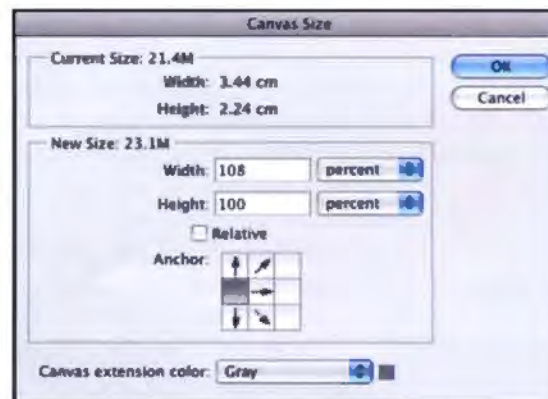 Canvas Size
Current Size: 21.4M
Width: 3.44 cm
Height: 2.24 cm
OK
Cancel
New Size: 23.1M
Width: 108 percent
Height: 100 percent
Relative
Anchor:
Canvas extension color: Gray